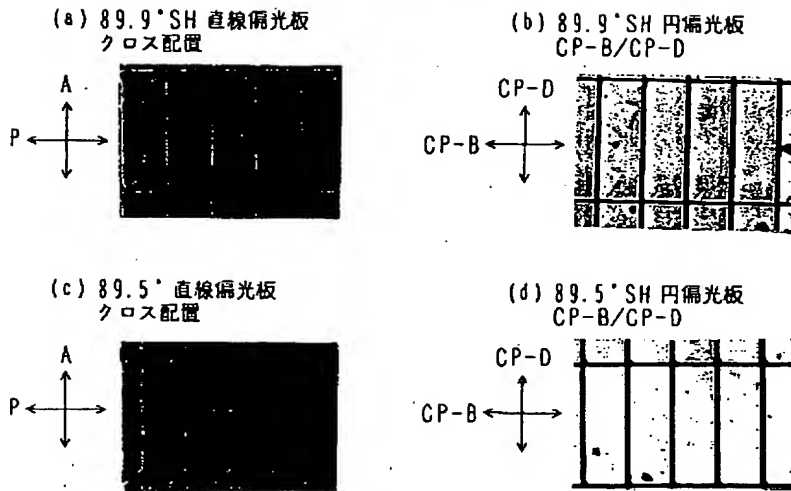 (a) 89.9°SH 直線偏光板
クロス配置
A
P
(b) 89.9°SH 円偏光板
CP-B/CP-D
CP-D
CP-B
(c) 89.5° 直線偏光板
クロス配置
A
P
(d) 89.5°SH 円偏光板
CP-B/CP-D
CP-D
CP-B